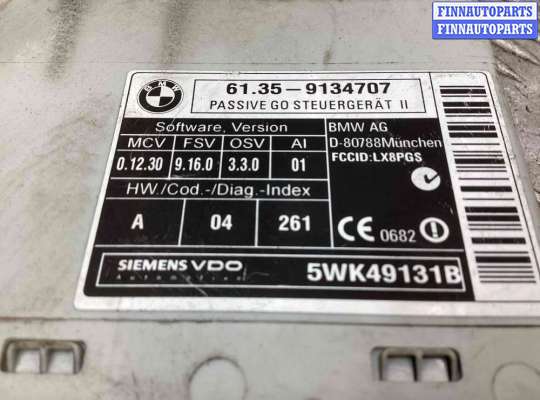 FINNAUTOPARTS
FINNAUTOPARTS
BMW
61.35-9134707
PASSIVE GO STEUERGERÄT II
Software, Version
MCV FSV OSV AI
0.12.30 9.16.0 3.3.0 01
HW./Cod.-/Diag.-Index
A 04 261
BMW AG
D-80788München
FCCID:LX8PGS
CE 0682
SIEMENS VDO
Automotive
5WK49131B